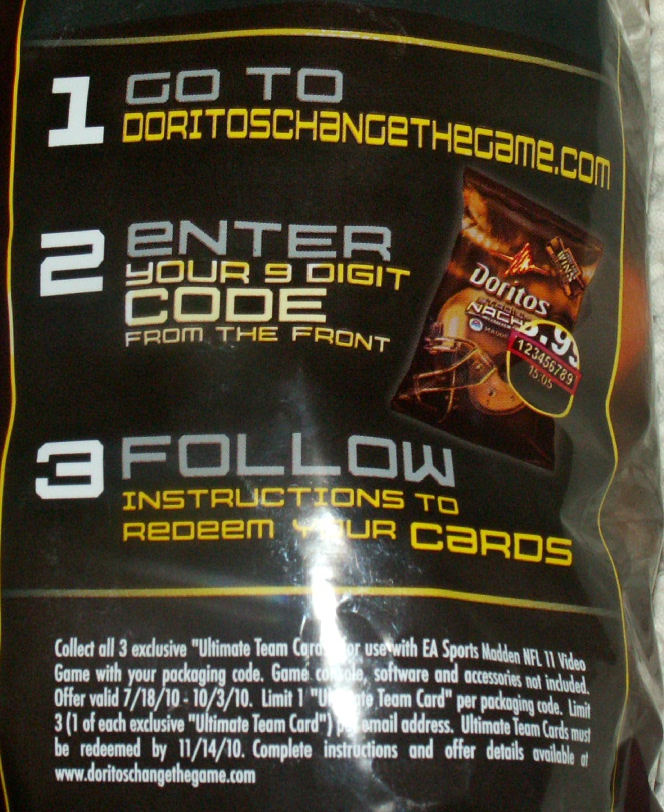 1 GO TO
DORITOSCHANGETHEGAME.COM
2 ENTER
YOUR 9 DIGIT
CODE
FROM THE FRONT
Doritos
NACH
.99
123456789
15:05
3 FOLLOW
INSTRUCTIONS TO
REDEEM YOUR CARDS
Collect all 3 exclusive "Ultimate Team Card" for use with EA Sports Madden NFL 11 Video
Game with your packaging code. Game console, software and accessories not included.
Offer valid 7/18/10 - 10/3/10. Limit 1 "Ultimate Team Card" per packaging code. Limit
3 (1 of each exclusive "Ultimate Team Card") per email address. Ultimate Team Cards must
be redeemed by 11/14/10. Complete instructions and offer details available at
www.doritoschangethegame.com